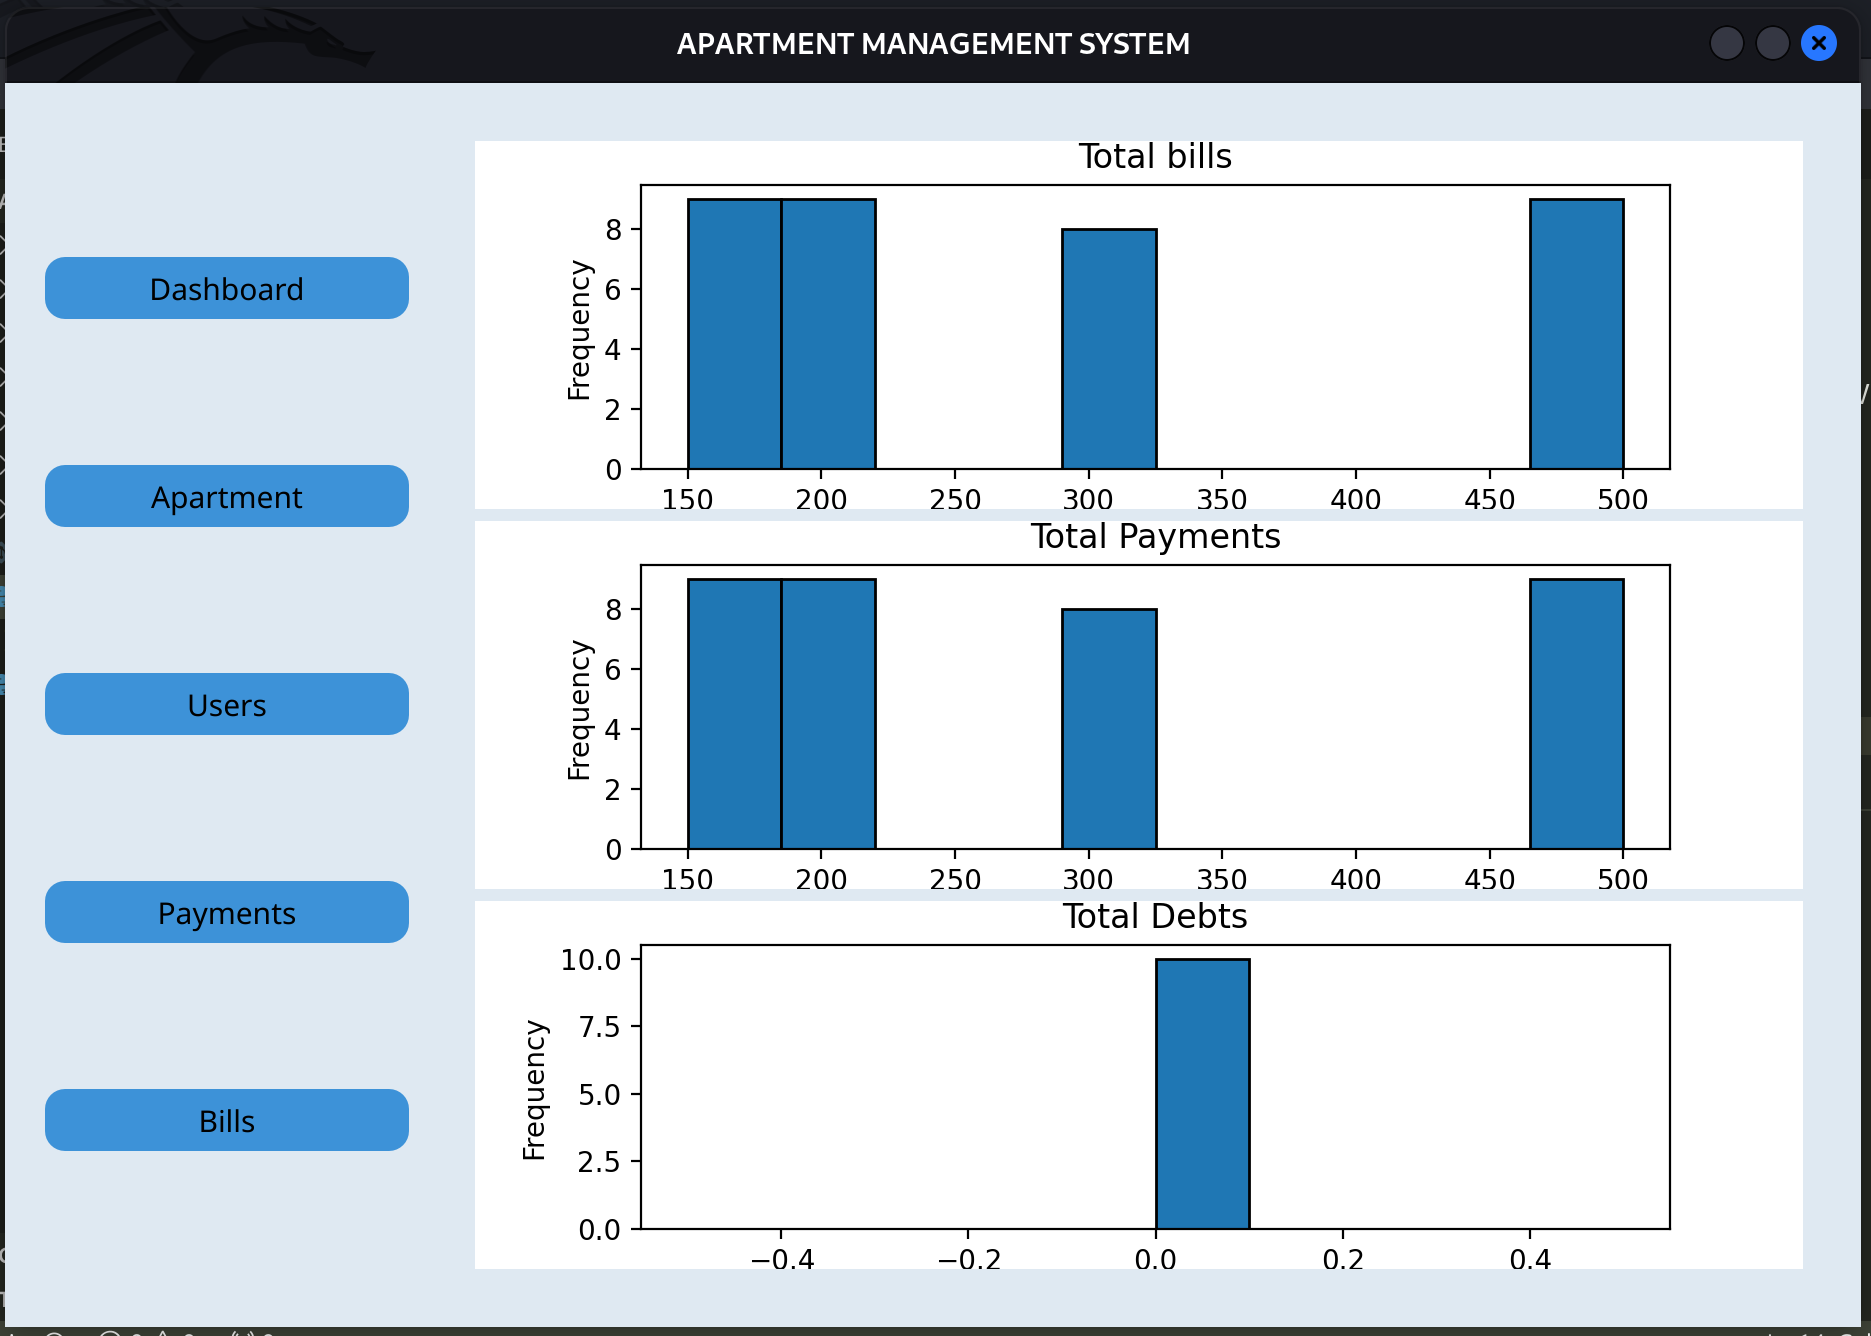 APARTMENT MANAGEMENT SYSTEM
Dashboard
Apartment
Users
Payments
Bills
Total bills
Frequency
8
6
4
2
0
150 200 250 300 350 400 450 500
Total Payments
Frequency
8
6
4
2
0
150 200 250 300 350 400 450 500
Total Debts
Frequency
10.0
7.5
5.0
2.5
0.0
−0.4 −0.2 0.0 0.2 0.4